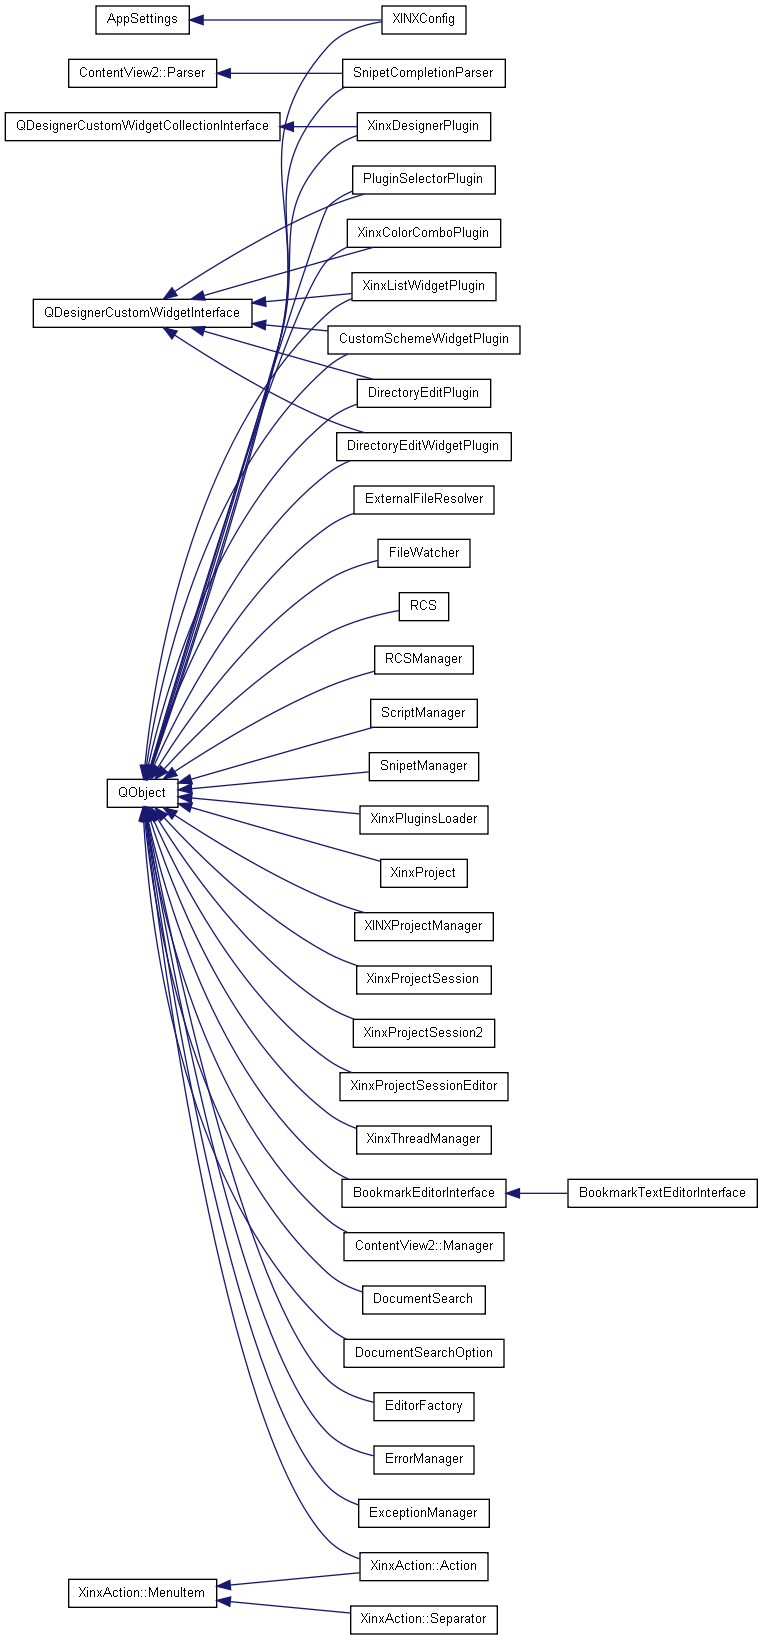 AppSettings
XINXConfig
ContentView2::Parser
SnipetCompletionParser
QDesignerCustomWidgetCollectionInterface
XinxDesignerPlugin
PluginSelectorPlugin
XinxColorComboPlugin
XinxListWidgetPlugin
QDesignerCustomWidgetInterface
CustomSchemeWidgetPlugin
DirectoryEditPlugin
DirectoryEditWidgetPlugin
ExternalFileResolver
FileWatcher
RCS
RCSManager
ScriptManager
SnipetManager
QObject
XinxPluginsLoader
XinxProject
XINXProjectManager
XinxProjectSession
XinxProjectSession2
XinxProjectSessionEditor
XinxThreadManager
BookmarkEditorInterface
BookmarkTextEditorInterface
ContentView2::Manager
DocumentSearch
DocumentSearchOption
EditorFactory
ErrorManager
ExceptionManager
XinxAction::Action
XinxAction::MenuItem
XinxAction::Separator